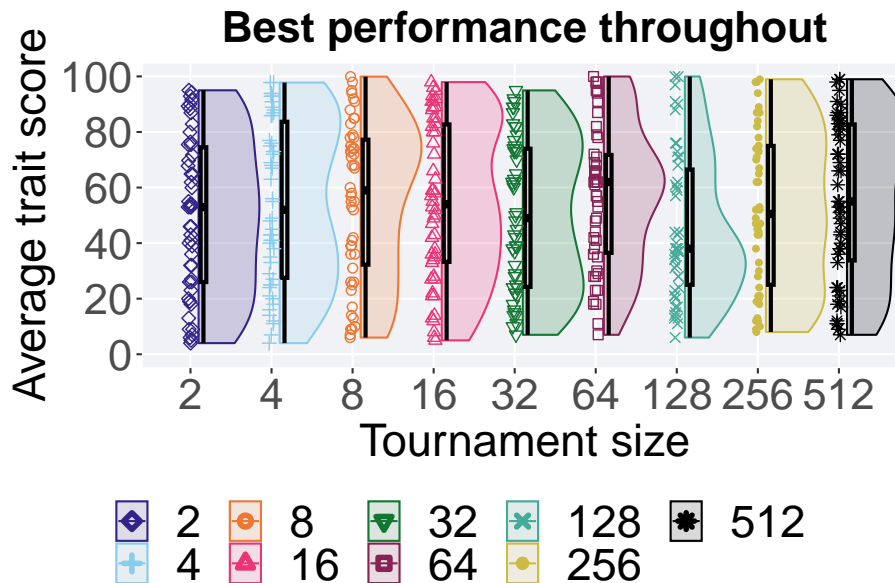 Best performance throughout
Average trait score
100
80
60
40
20
0
2 4 8 16 32 64 128 256 512
Tournament size
2 8 32 128 512
4 16 64 256